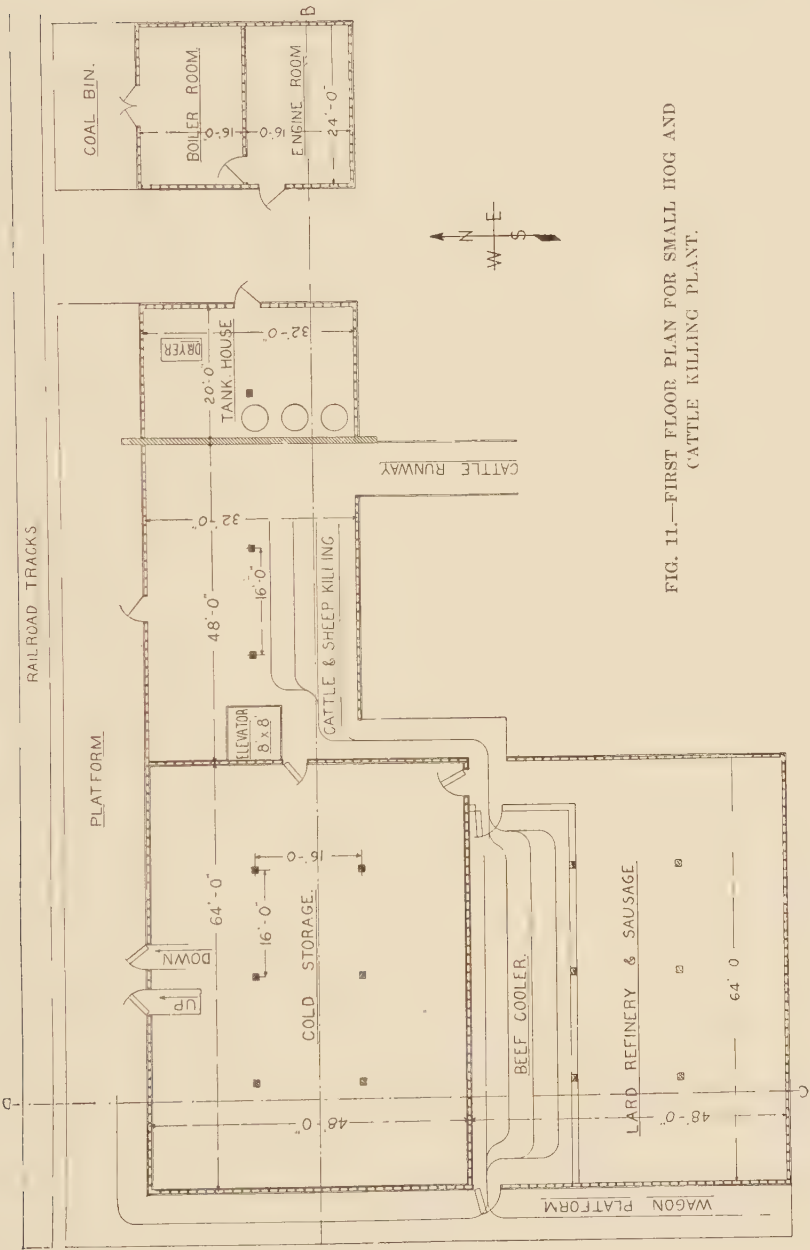 RAILROAD TRACKS
PLATFORM
COAL BIN.
BOILER ROOM
16'-0"
16'-0"
ENGINE ROOM
24'-0"
B
DRYER
20'-0"
TANK HOUSE
32'-0"
N
W E
S
48'-0"
32'-0"
16'-0"
ELEVATOR
8' x 8'
CATTLE & SHEEP KILLING
CATTLE RUNWAY
64'-0"
UP
DOWN
16'-0"
16'-0"
COLD STORAGE.
48'-0"
D
BEEF COOLER.
LARD REFINERY & SAUSAGE
64' 0
48'-0"
C
WAGON PLATFORM
FIG. 11.—FIRST FLOOR PLAN FOR SMALL HOG AND
CATTLE KILLING PLANT.